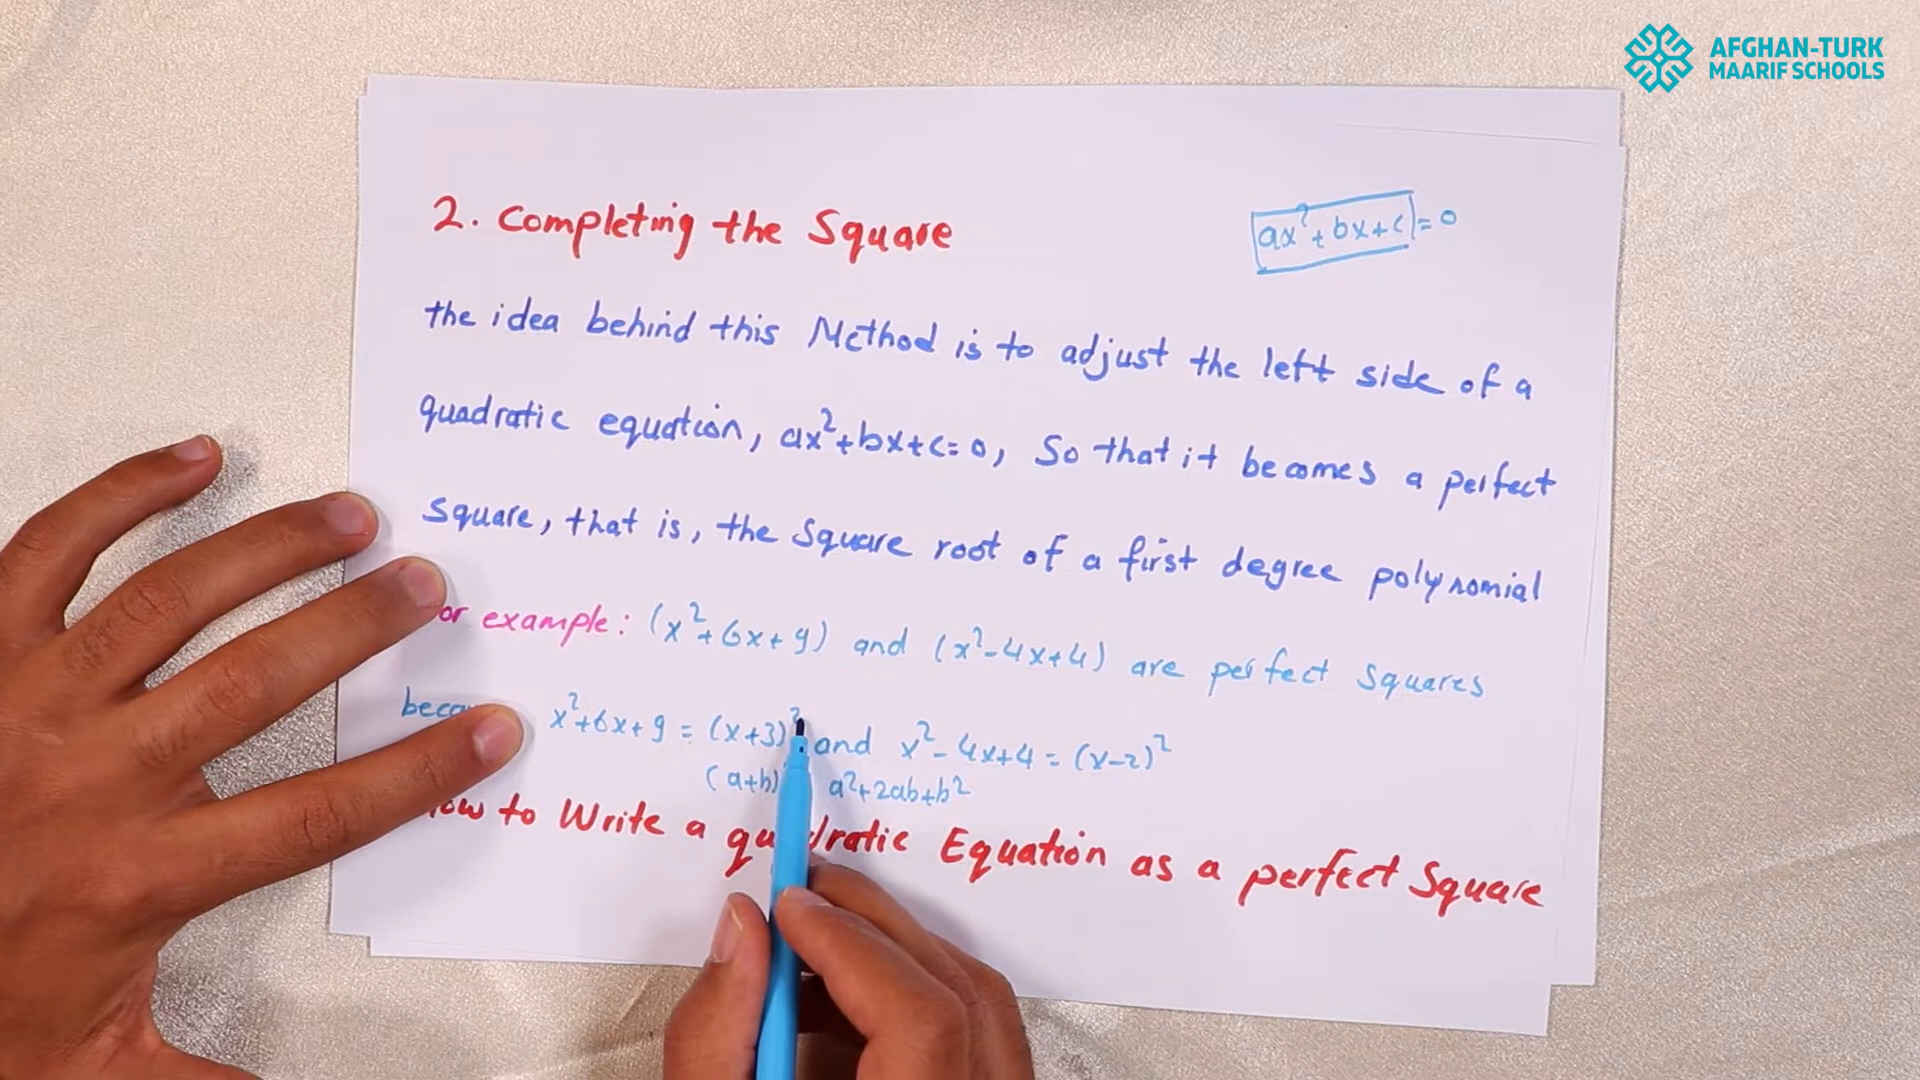 AFGHAN-TURK
MAARIF SCHOOLS
2. Completing the Square
ax²+bx+c = 0
the idea behind this Method is to adjust the left side of a
quadratic equation, ax²+bx+c=0, So that it becomes a perfect
square, that is, the square root of a first degree polynomial
example: (x²+6x+9) and (x²-4x+4) are perfect squares
x²+6x+9 = (x+3)² and x²-4x+4 = (x-2)²
(a+b) a²+2ab+b²
to Write a quadratic Equation as a perfect Square